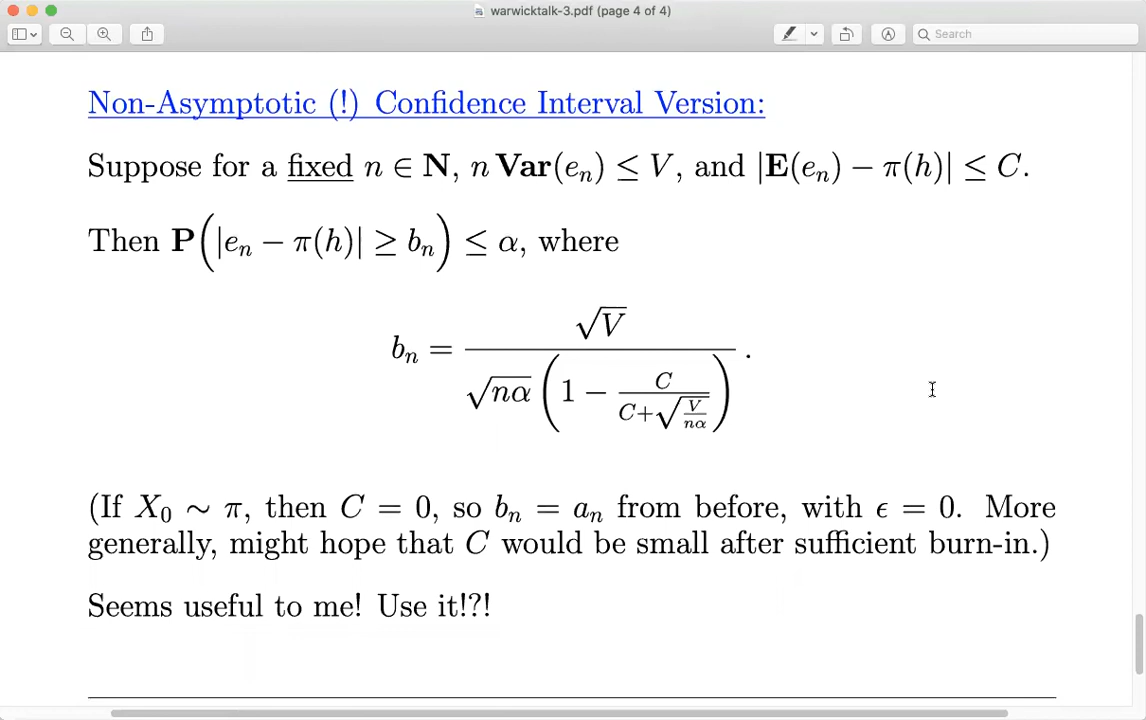 warwicktalk-3.pdf (page 4 of 4)
Search
Non-Asymptotic (!) Confidence Interval Version:
Suppose for a fixed n ∈ N, n Var(eₙ) ≤ V, and |E(eₙ) − π(h)| ≤ C.
Then P(|eₙ − π(h)| ≥ bₙ) ≤ α, where
bₙ = √V / (√(nα) (1 − C / (C+√(V/(nα))))) .
(If X₀ ∼ π, then C = 0, so bₙ = aₙ from before, with ϵ = 0. More
generally, might hope that C would be small after sufficient burn-in.)
Seems useful to me! Use it!?!